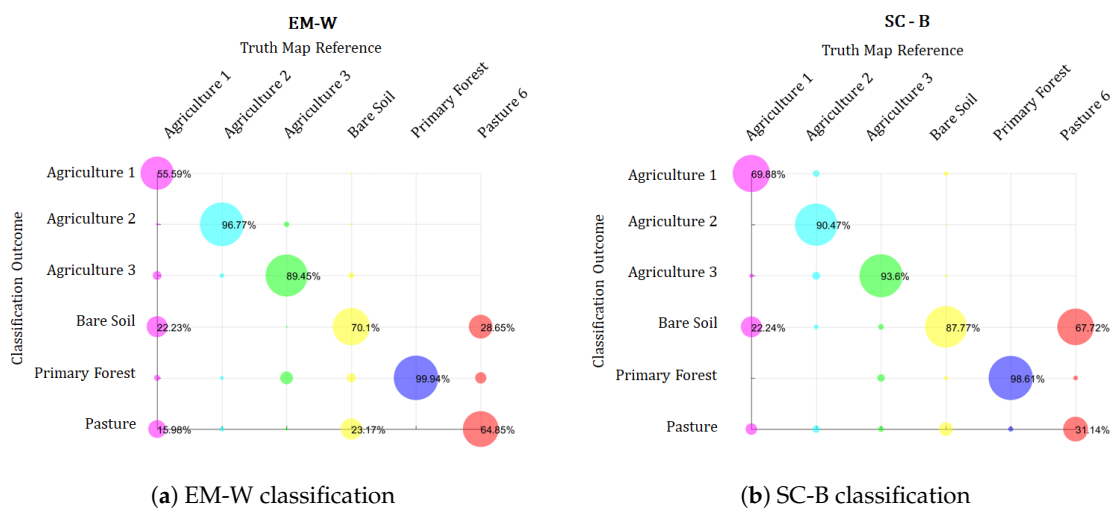 EM-W
Truth Map Reference
Agriculture 1
Agriculture 2
Agriculture 3
Bare Soil
Primary Forest
Pasture 6
Classification Outcome
Agriculture 1
55.59%
Agriculture 2
96.77%
Agriculture 3
89.45%
Bare Soil
22.23% 70.1% 28.65%
Primary Forest
99.94%
Pasture
15.98% 23.17% 64.85%
(a) EM-W classification
SC - B
Truth Map Reference
Agriculture 1
Agriculture 2
Agriculture 3
Bare Soil
Primary Forest
Pasture 6
Classification Outcome
Agriculture 1
69.88%
Agriculture 2
90.47%
Agriculture 3
93.6%
Bare Soil
22.24% 87.77% 67.72%
Primary Forest
98.61%
Pasture
31.14%
(b) SC-B classification